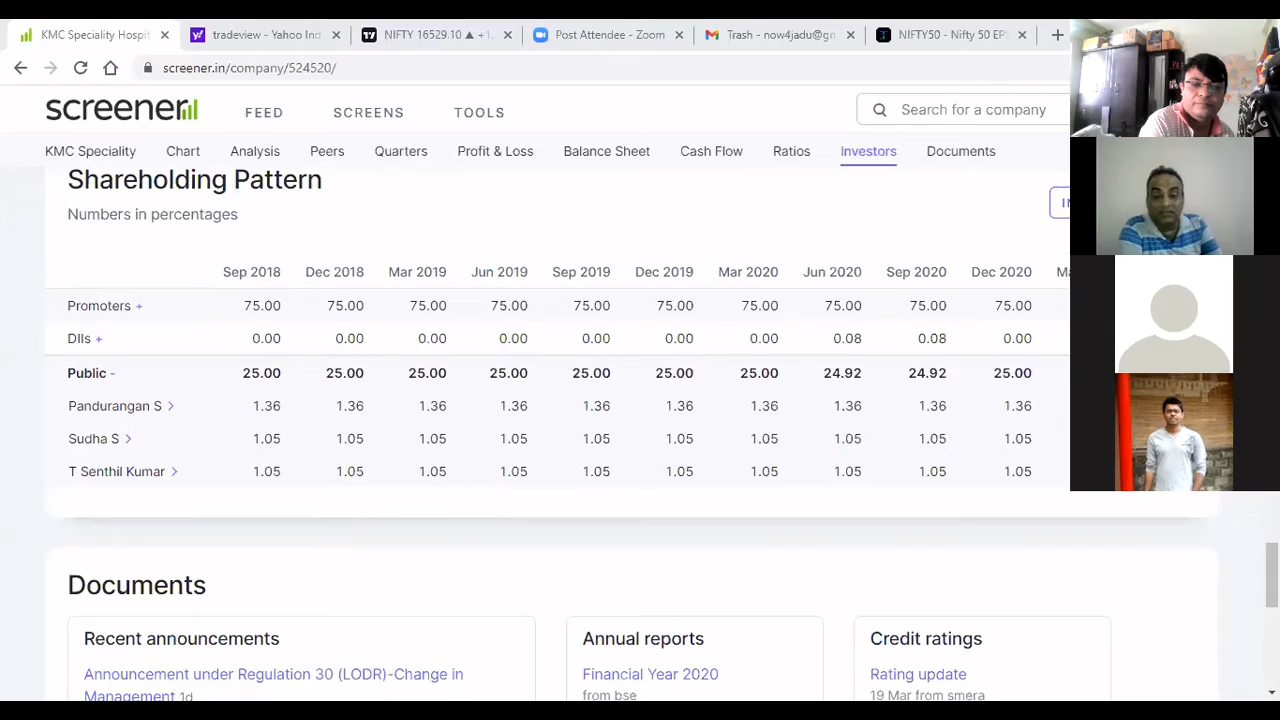 KMC Speciality Hospit
tradeview - Yahoo Ind
NIFTY 16529.10 ▲ +1.
Post Attendee - Zoom
Trash - now4jadu@gm
NIFTY50 - Nifty 50 EP
screener.in/company/524520/
screener
FEED SCREENS TOOLS
Search for a company
KMC Speciality Chart Analysis Peers Quarters Profit & Loss Balance Sheet Cash Flow Ratios Investors Documents
Shareholding Pattern
Numbers in percentages
Sep 2018 Dec 2018 Mar 2019 Jun 2019 Sep 2019 Dec 2019 Mar 2020 Jun 2020 Sep 2020 Dec 2020
Promoters + 75.00 75.00 75.00 75.00 75.00 75.00 75.00 75.00 75.00 75.00
DIIs + 0.00 0.00 0.00 0.00 0.00 0.00 0.00 0.08 0.08 0.00
Public - 25.00 25.00 25.00 25.00 25.00 25.00 25.00 24.92 24.92 25.00
Pandurangan S 1.36 1.36 1.36 1.36 1.36 1.36 1.36 1.36 1.36 1.36
Sudha S 1.05 1.05 1.05 1.05 1.05 1.05 1.05 1.05 1.05 1.05
T Senthil Kumar 1.05 1.05 1.05 1.05 1.05 1.05 1.05 1.05 1.05 1.05
Documents
Recent announcements
Announcement under Regulation 30 (LODR)-Change in
Management 1d
Annual reports
Financial Year 2020
from bse
Credit ratings
Rating update
19 Mar from smera